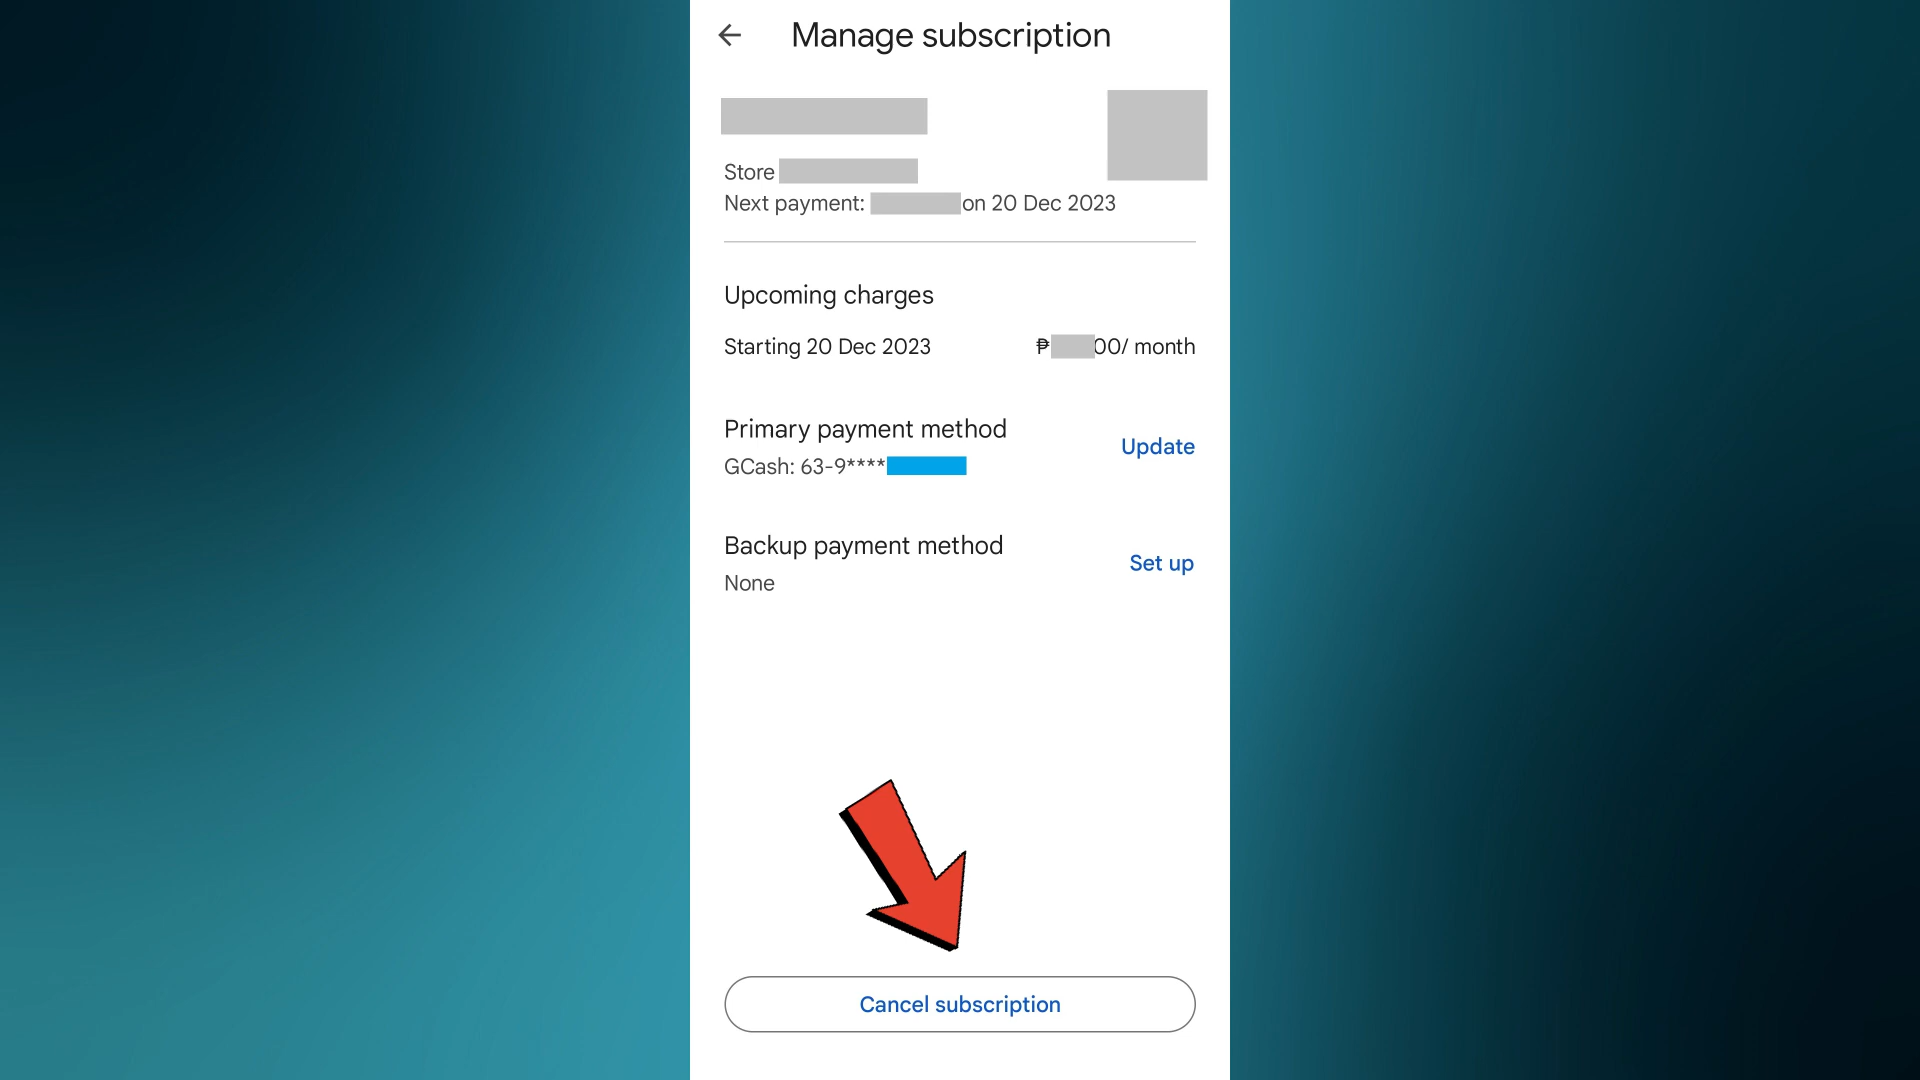 Manage subscription
Store
Next payment: on 20 Dec 2023
Upcoming charges
Starting 20 Dec 2023 ₱ 00/ month
Primary payment method
Update
GCash: 63-9****
Backup payment method
Set up
None
Cancel subscription